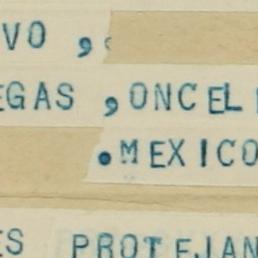 VO ,
EGAS , ONCEL
.MEXICO
ES PROTEJAN